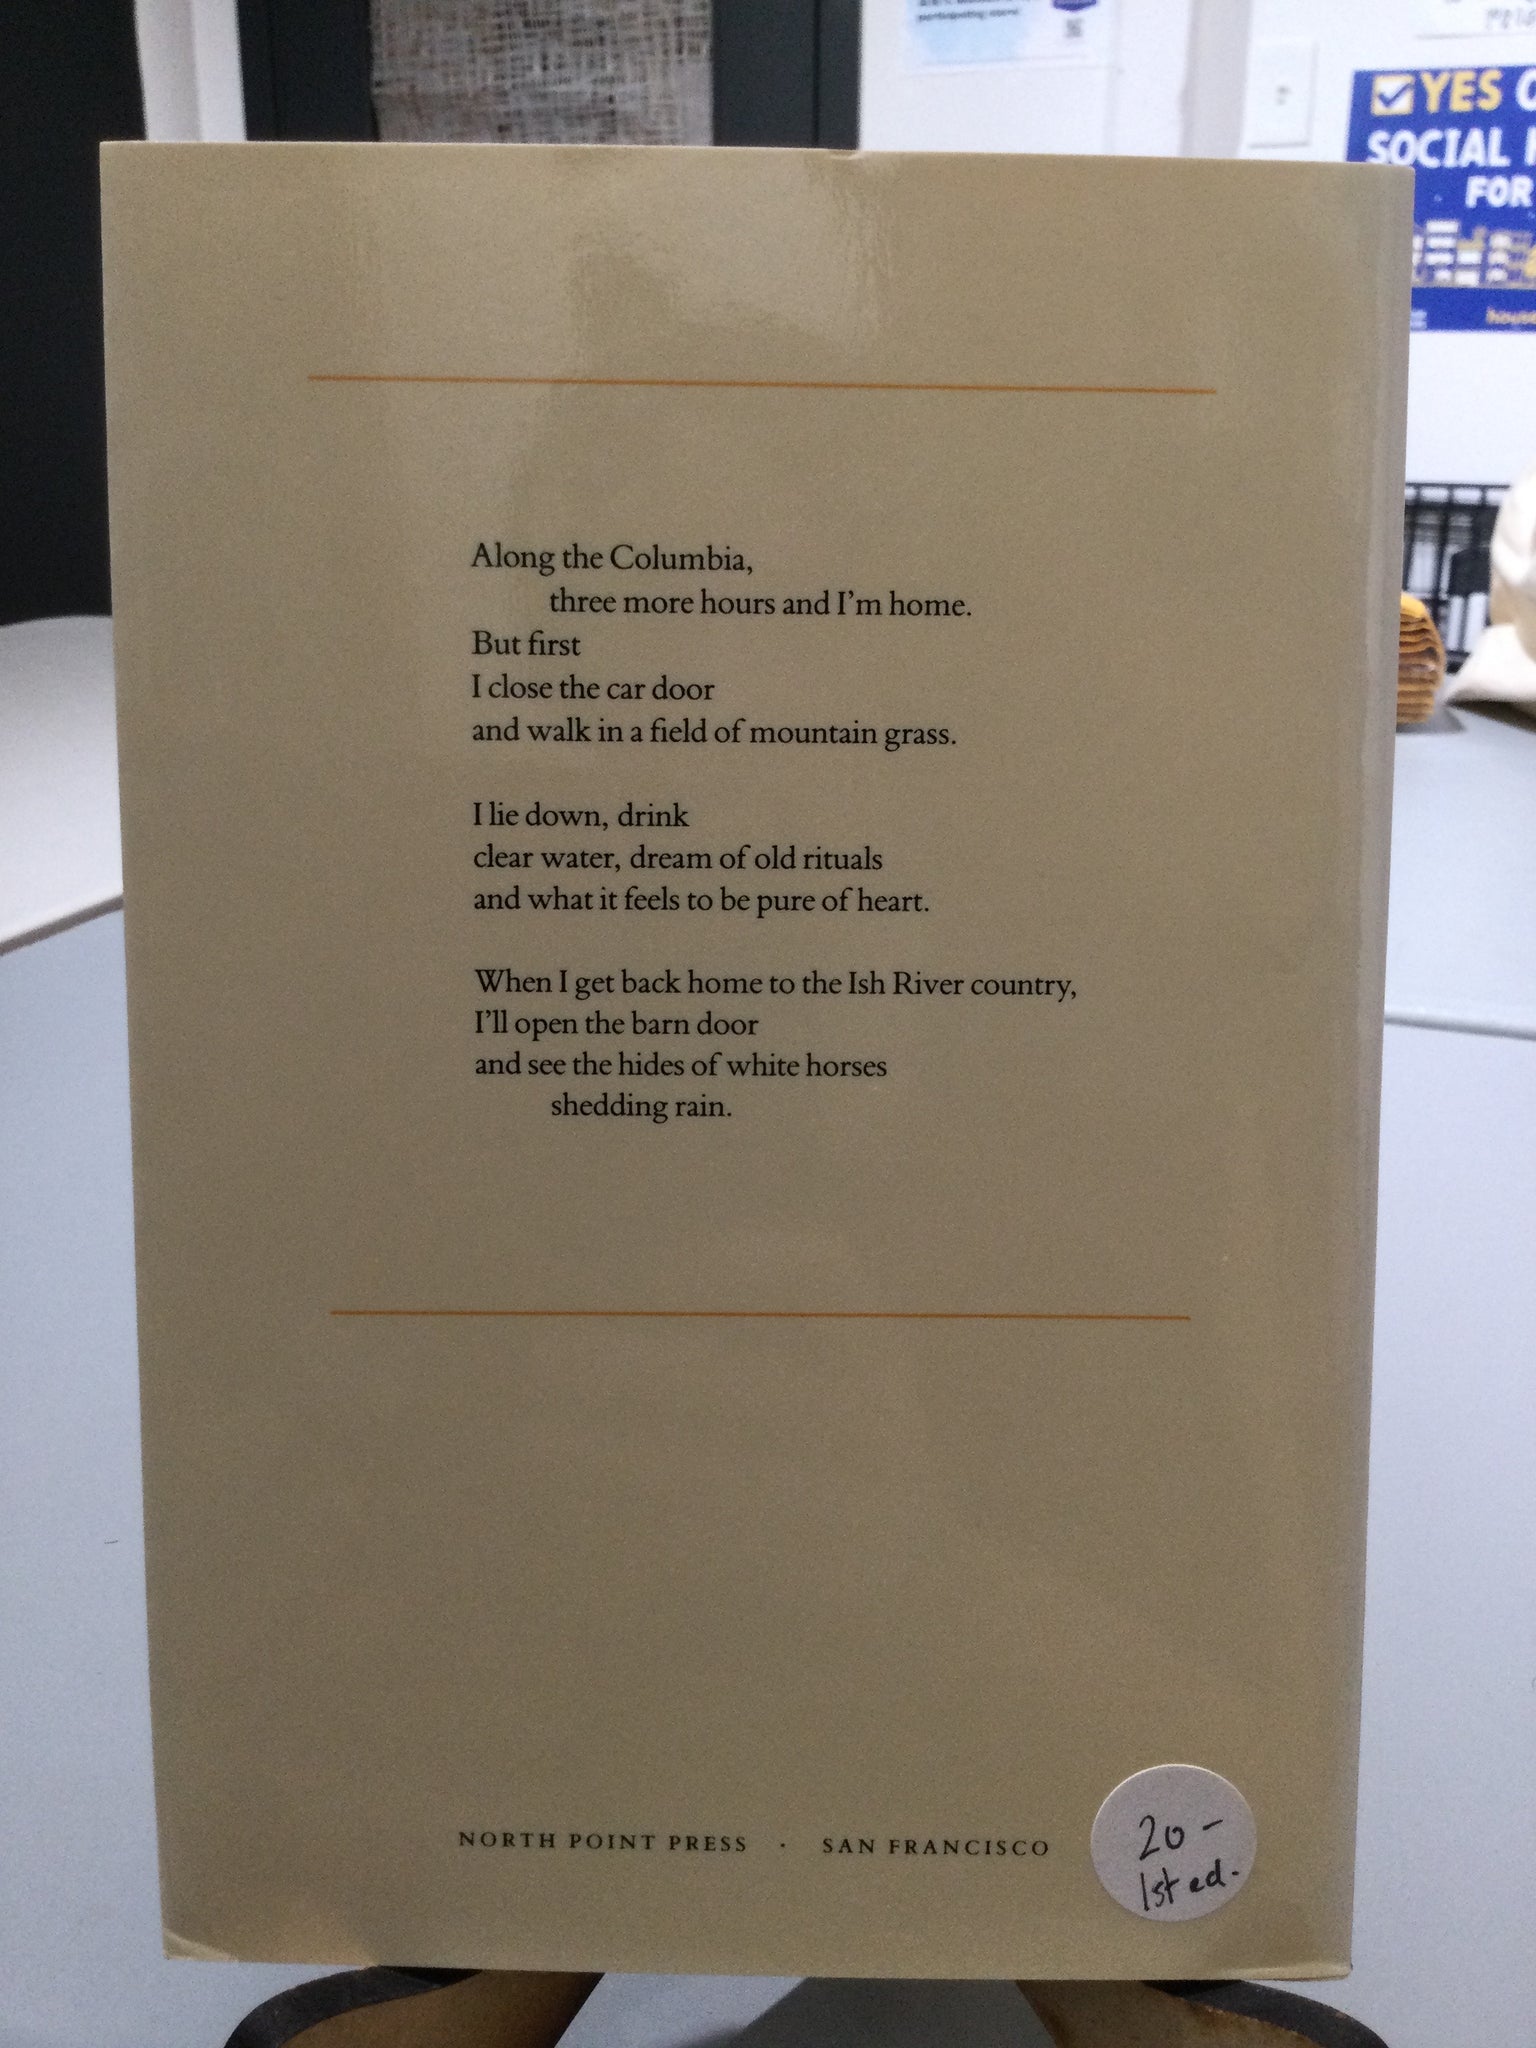 participating stores
YES
SOCIAL
FOR
Along the Columbia,
three more hours and I'm home.
But first
I close the car door
and walk in a field of mountain grass.
I lie down, drink
clear water, dream of old rituals
and what it feels to be pure of heart.
When I get back home to the Ish River country,
I'll open the barn door
and see the hides of white horses
shedding rain.
NORTH POINT PRESS · SAN FRANCISCO
20 -
1st ed.